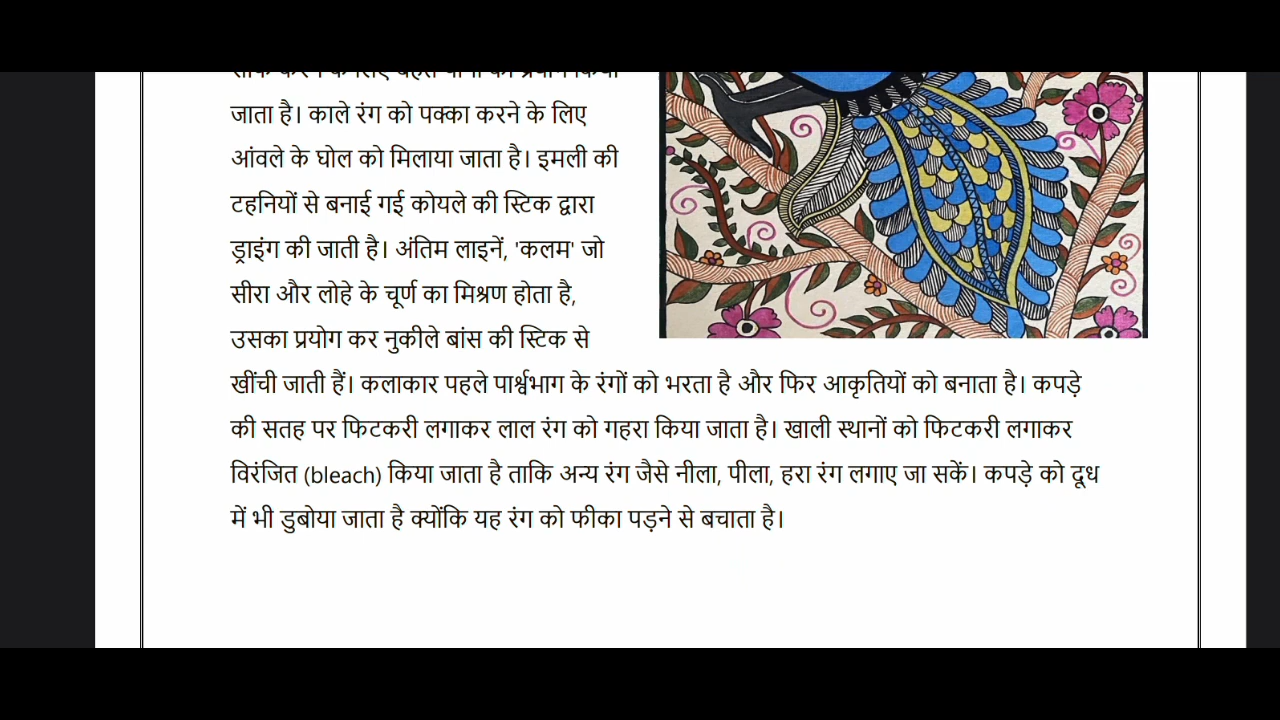 जाता है। काले रंग को पक्का करने के लिए
आंवले के घोल को मिलाया जाता है। इमली की
टहनियों से बनाई गई कोयले की स्टिक द्वारा
ड्राइंग की जाती है। अंतिम लाइनें, 'कलम' जो
सीरा और लोहे के चूर्ण का मिश्रण होता है,
उसका प्रयोग कर नुकीले बांस की स्टिक से
खींची जाती हैं। कलाकार पहले पार्श्वभाग के रंगों को भरता है और फिर आकृतियों को बनाता है। कपड़े
की सतह पर फिटकरी लगाकर लाल रंग को गहरा किया जाता है। खाली स्थानों को फिटकरी लगाकर
विरंजित (bleach) किया जाता है ताकि अन्य रंग जैसे नीला, पीला, हरा रंग लगाए जा सकें। कपड़े को दूध
में भी डुबोया जाता है क्योंकि यह रंग को फीका पड़ने से बचाता है।